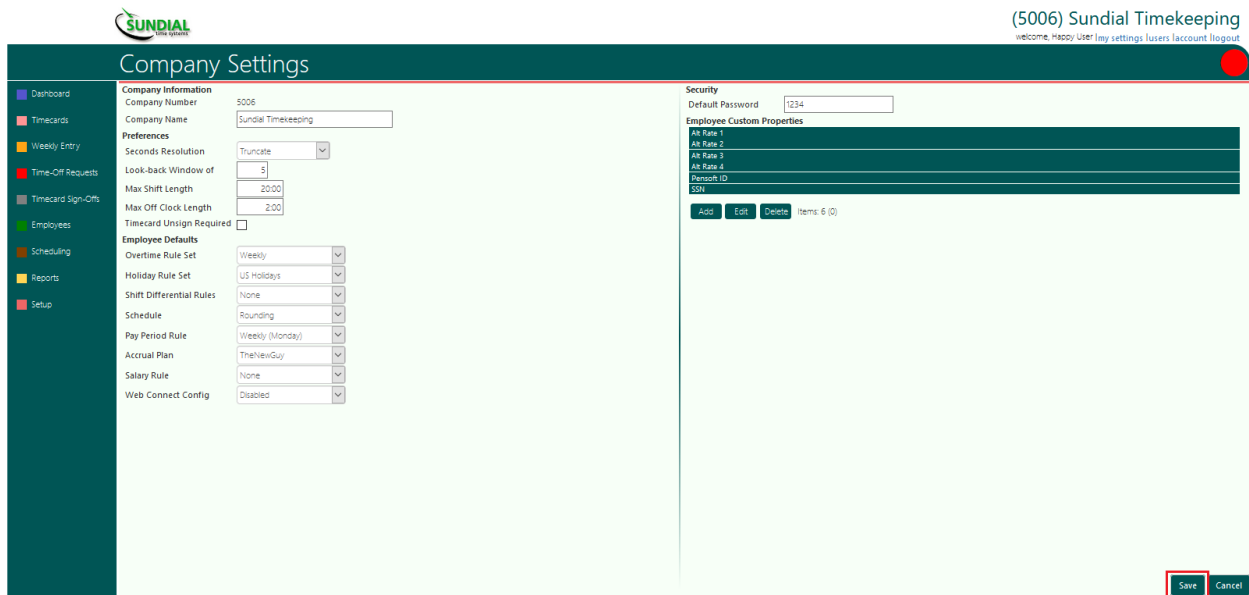 SUNDIAL
time systems
(5006) Sundial Timekeeping
welcome, Happy User |my settings |users |account |logout
Company Settings
Dashboard
Timecards
Weekly Entry
Time-Off Requests
Timecard Sign-Offs
Employees
Scheduling
Reports
Setup
Company Information
Company Number 5006
Company Name Sundial Timekeeping
Preferences
Seconds Resolution Truncate
Look-back Window of 5
Max Shift Length 20:00
Max Off Clock Length 2:00
Timecard Unsign Required
Employee Defaults
Overtime Rule Set Weekly
Holiday Rule Set US Holidays
Shift Differential Rules None
Schedule Rounding
Pay Period Rule Weekly (Monday)
Accrual Plan TheNewGuy
Salary Rule None
Web Connect Config Disabled
Security
Default Password 1234
Employee Custom Properties
Alt Rate 1
Alt Rate 2
Alt Rate 3
Alt Rate 4
Pensoft ID
SSN
Add Edit Delete Items: 6 (0)
Save Cancel